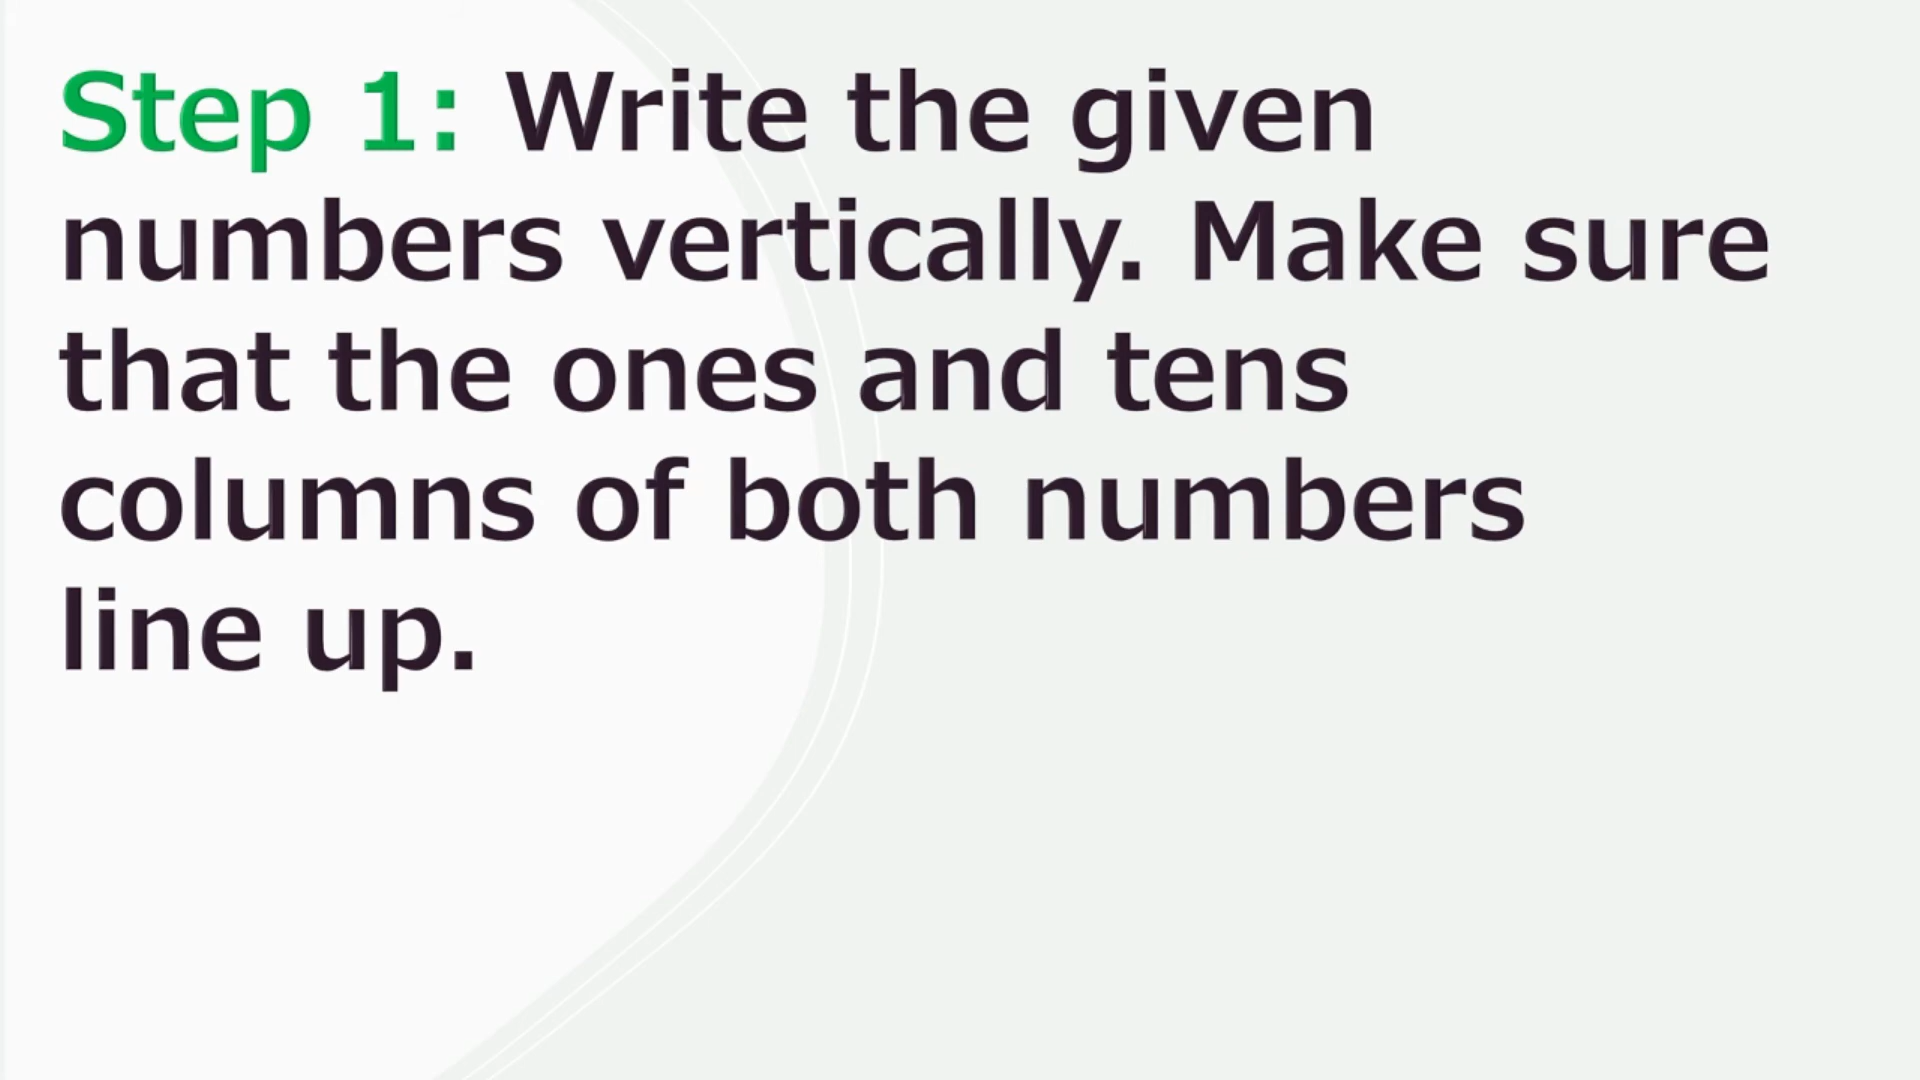 Step 1: Write the given
numbers vertically. Make sure
that the ones and tens
columns of both numbers
line up.